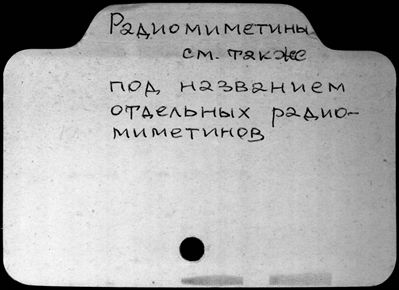 Радиомиметины
см. также
под названием
отдельных радио-
миметинов